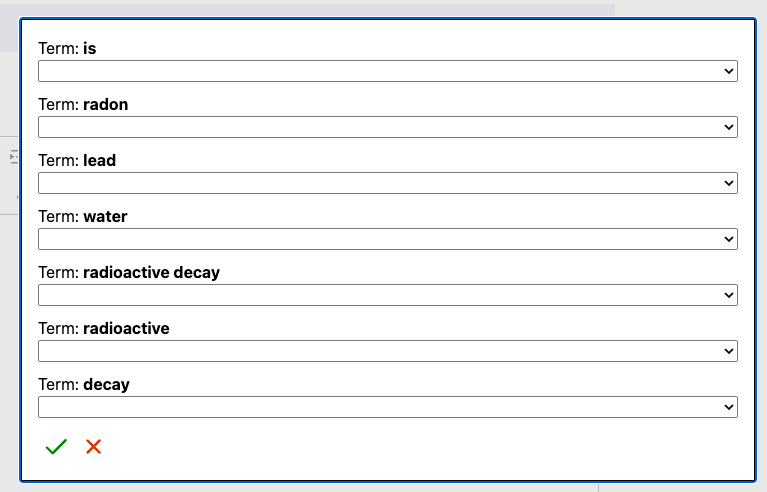 Term: is
Term: radon
Term: lead
Term: water
Term: radioactive decay
Term: radioactive
Term: decay